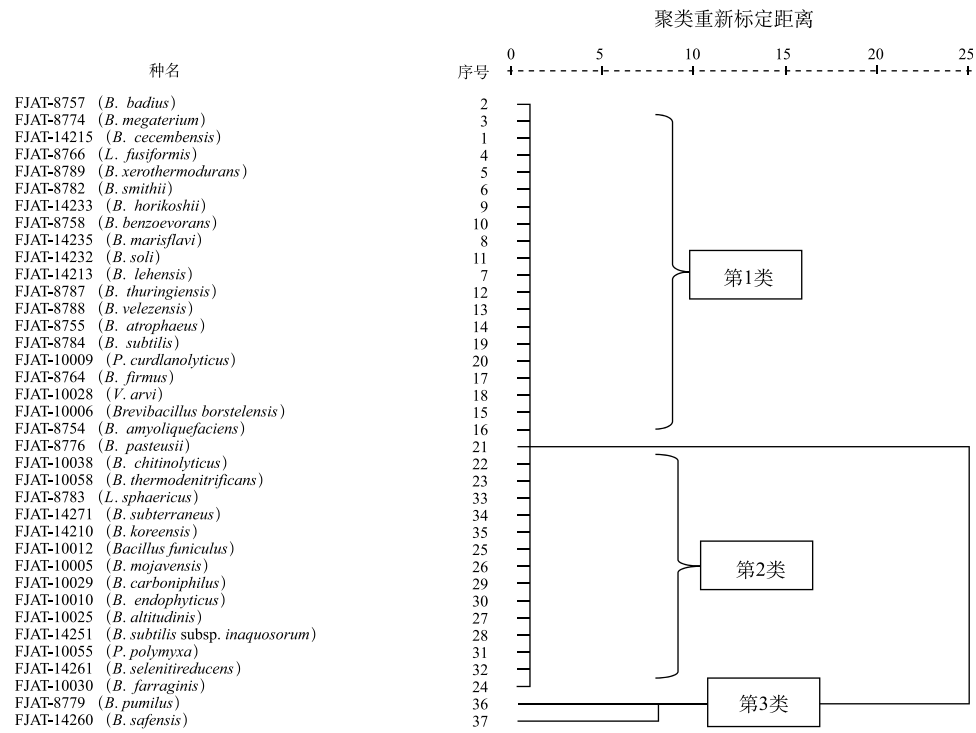 聚类重新标定距离
种名 序号 0 5 10 15 20 25
FJAT-8757 (B. badius) 2
FJAT-8774 (B. megaterium) 3
FJAT-14215 (B. cecembensis) 1
FJAT-8766 (L. fusiformis) 4
FJAT-8789 (B. xerothermodurans) 5
FJAT-8782 (B. smithii) 6
FJAT-14233 (B. horikoshii) 9
FJAT-8758 (B. benzoevorans) 10
FJAT-14235 (B. marisflavi) 8
FJAT-14232 (B. soli) 11
FJAT-14213 (B. lehensis) 7
第1类
FJAT-8787 (B. thuringiensis) 12
FJAT-8788 (B. velezensis) 13
FJAT-8755 (B. atrophaeus) 14
FJAT-8784 (B. subtilis) 19
FJAT-10009 (P. curdlanolyticus) 20
FJAT-8764 (B. firmus) 17
FJAT-10028 (V. arvi) 18
FJAT-10006 (Brevibacillus borstelensis) 15
FJAT-8754 (B. amyoliquefaciens) 16
FJAT-8776 (B. pasteusii) 21
FJAT-10038 (B. chitinolyticus) 22
FJAT-10058 (B. thermodenitrificans) 23
FJAT-8783 (L. sphaericus) 33
FJAT-14271 (B. subterraneus) 34
FJAT-14210 (B. koreensis) 35
FJAT-10012 (Bacillus funiculus) 25
FJAT-10005 (B. mojavensis) 26
第2类
FJAT-10029 (B. carboniphilus) 29
FJAT-10010 (B. endophyticus) 30
FJAT-10025 (B. altitudinis) 27
FJAT-14251 (B. subtilis subsp. inaquosorum) 28
FJAT-10055 (P. polymyxa) 31
FJAT-14261 (B. selenitireducens) 32
FJAT-10030 (B. farraginis) 24
FJAT-8779 (B. pumilus) 36
第3类
FJAT-14260 (B. safensis) 37